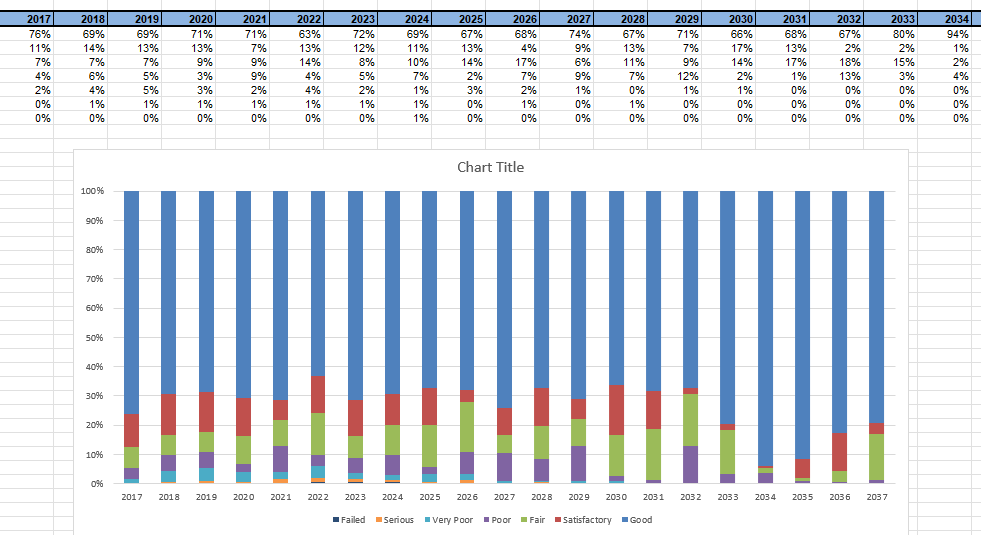 2017 2018 2019 2020 2021 2022 2023 2024 2025 2026 2027 2028 2029 2030 2031 2032 2033 2034
76% 69% 69% 71% 71% 63% 72% 69% 67% 68% 74% 67% 71% 66% 68% 67% 80% 94%
11% 14% 13% 13% 7% 13% 12% 11% 13% 4% 9% 13% 7% 17% 13% 2% 2% 1%
7% 7% 7% 9% 9% 14% 8% 10% 14% 17% 6% 11% 9% 14% 17% 18% 15% 2%
4% 6% 5% 3% 9% 4% 5% 7% 2% 7% 9% 7% 12% 2% 1% 13% 3% 4%
2% 4% 5% 3% 2% 4% 2% 1% 3% 2% 1% 0% 1% 1% 0% 0% 0% 0%
0% 1% 1% 1% 1% 1% 1% 1% 0% 1% 0% 1% 0% 0% 0% 0% 0% 0%
0% 0% 0% 0% 0% 0% 0% 1% 0% 0% 0% 0% 0% 0% 0% 0% 0% 0%
Chart Title
100%
90%
80%
70%
60%
50%
40%
30%
20%
10%
0%
2017 2018 2019 2020 2021 2022 2023 2024 2025 2026 2027 2028 2029 2030 2031 2032 2033 2034 2035 2036 2037
Failed Serious Very Poor Poor Fair Satisfactory Good